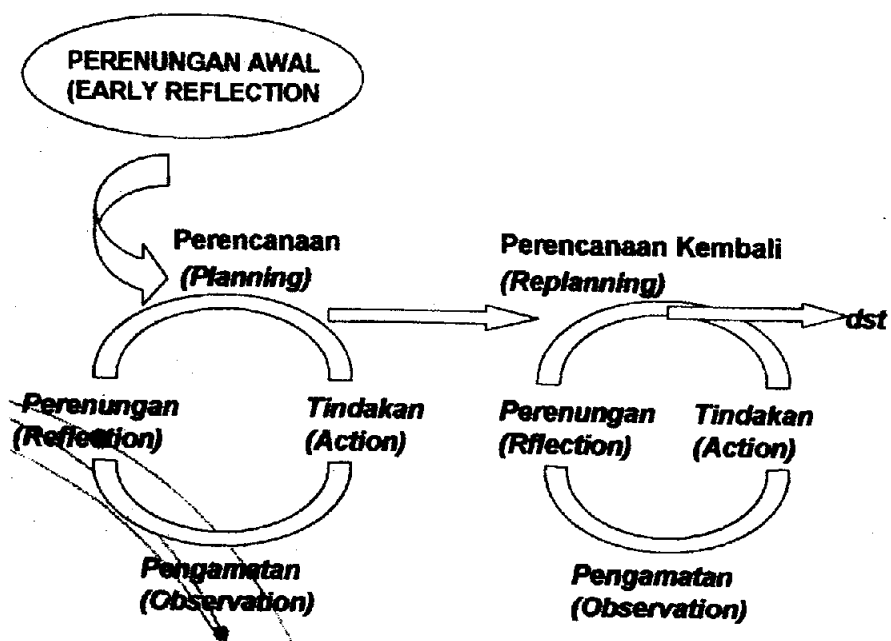 PERENUNGAN AWAL
(EARLY REFLECTION
Perencanaan
(Planning)
Perencanaan Kembali
(Replanning)
dst
Perenungan
(Reflection)
Tindakan
(Action)
Perenungan
(Rflection)
Tindakan
(Action)
Pengamatan
(Observation)
Pengamatan
(Observation)